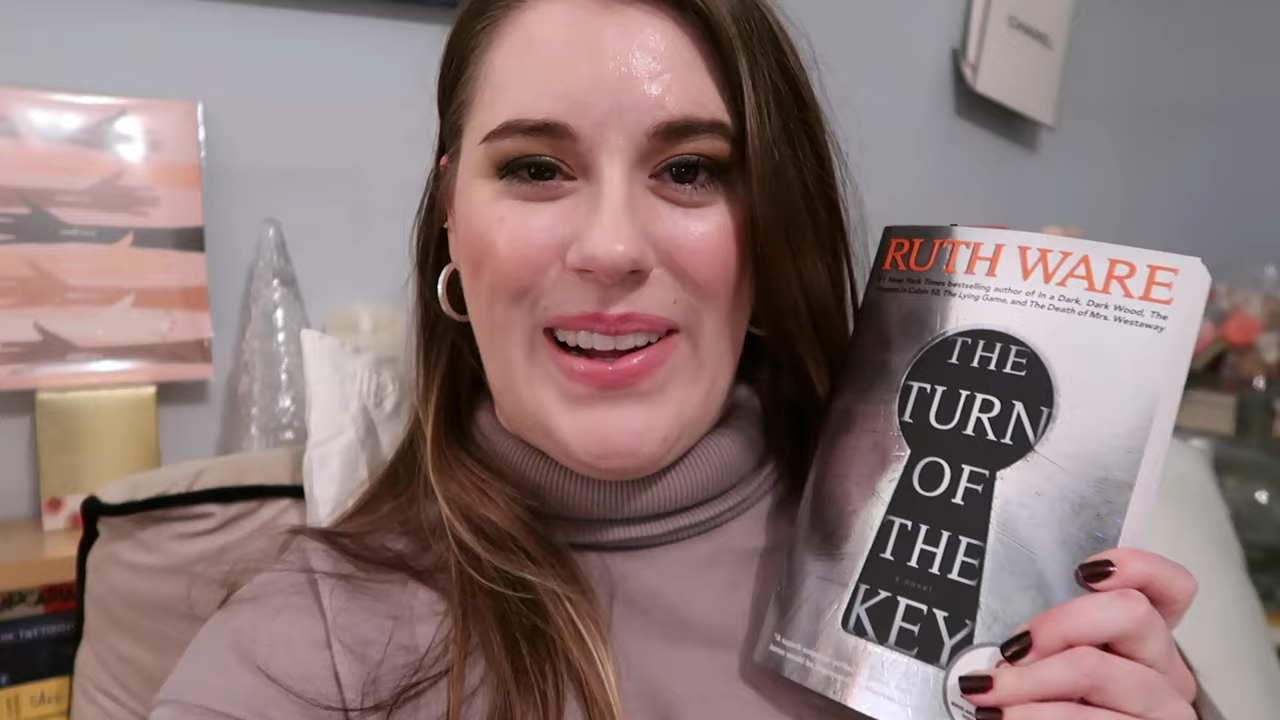 CHANEL
RUTH WARE
#1 New York Times bestselling author of In a Dark, Dark Wood, The
Woman in Cabin 10, The Lying Game, and The Death of Mrs. Westaway
THE
TURN
OF
THE
a novel
KEY